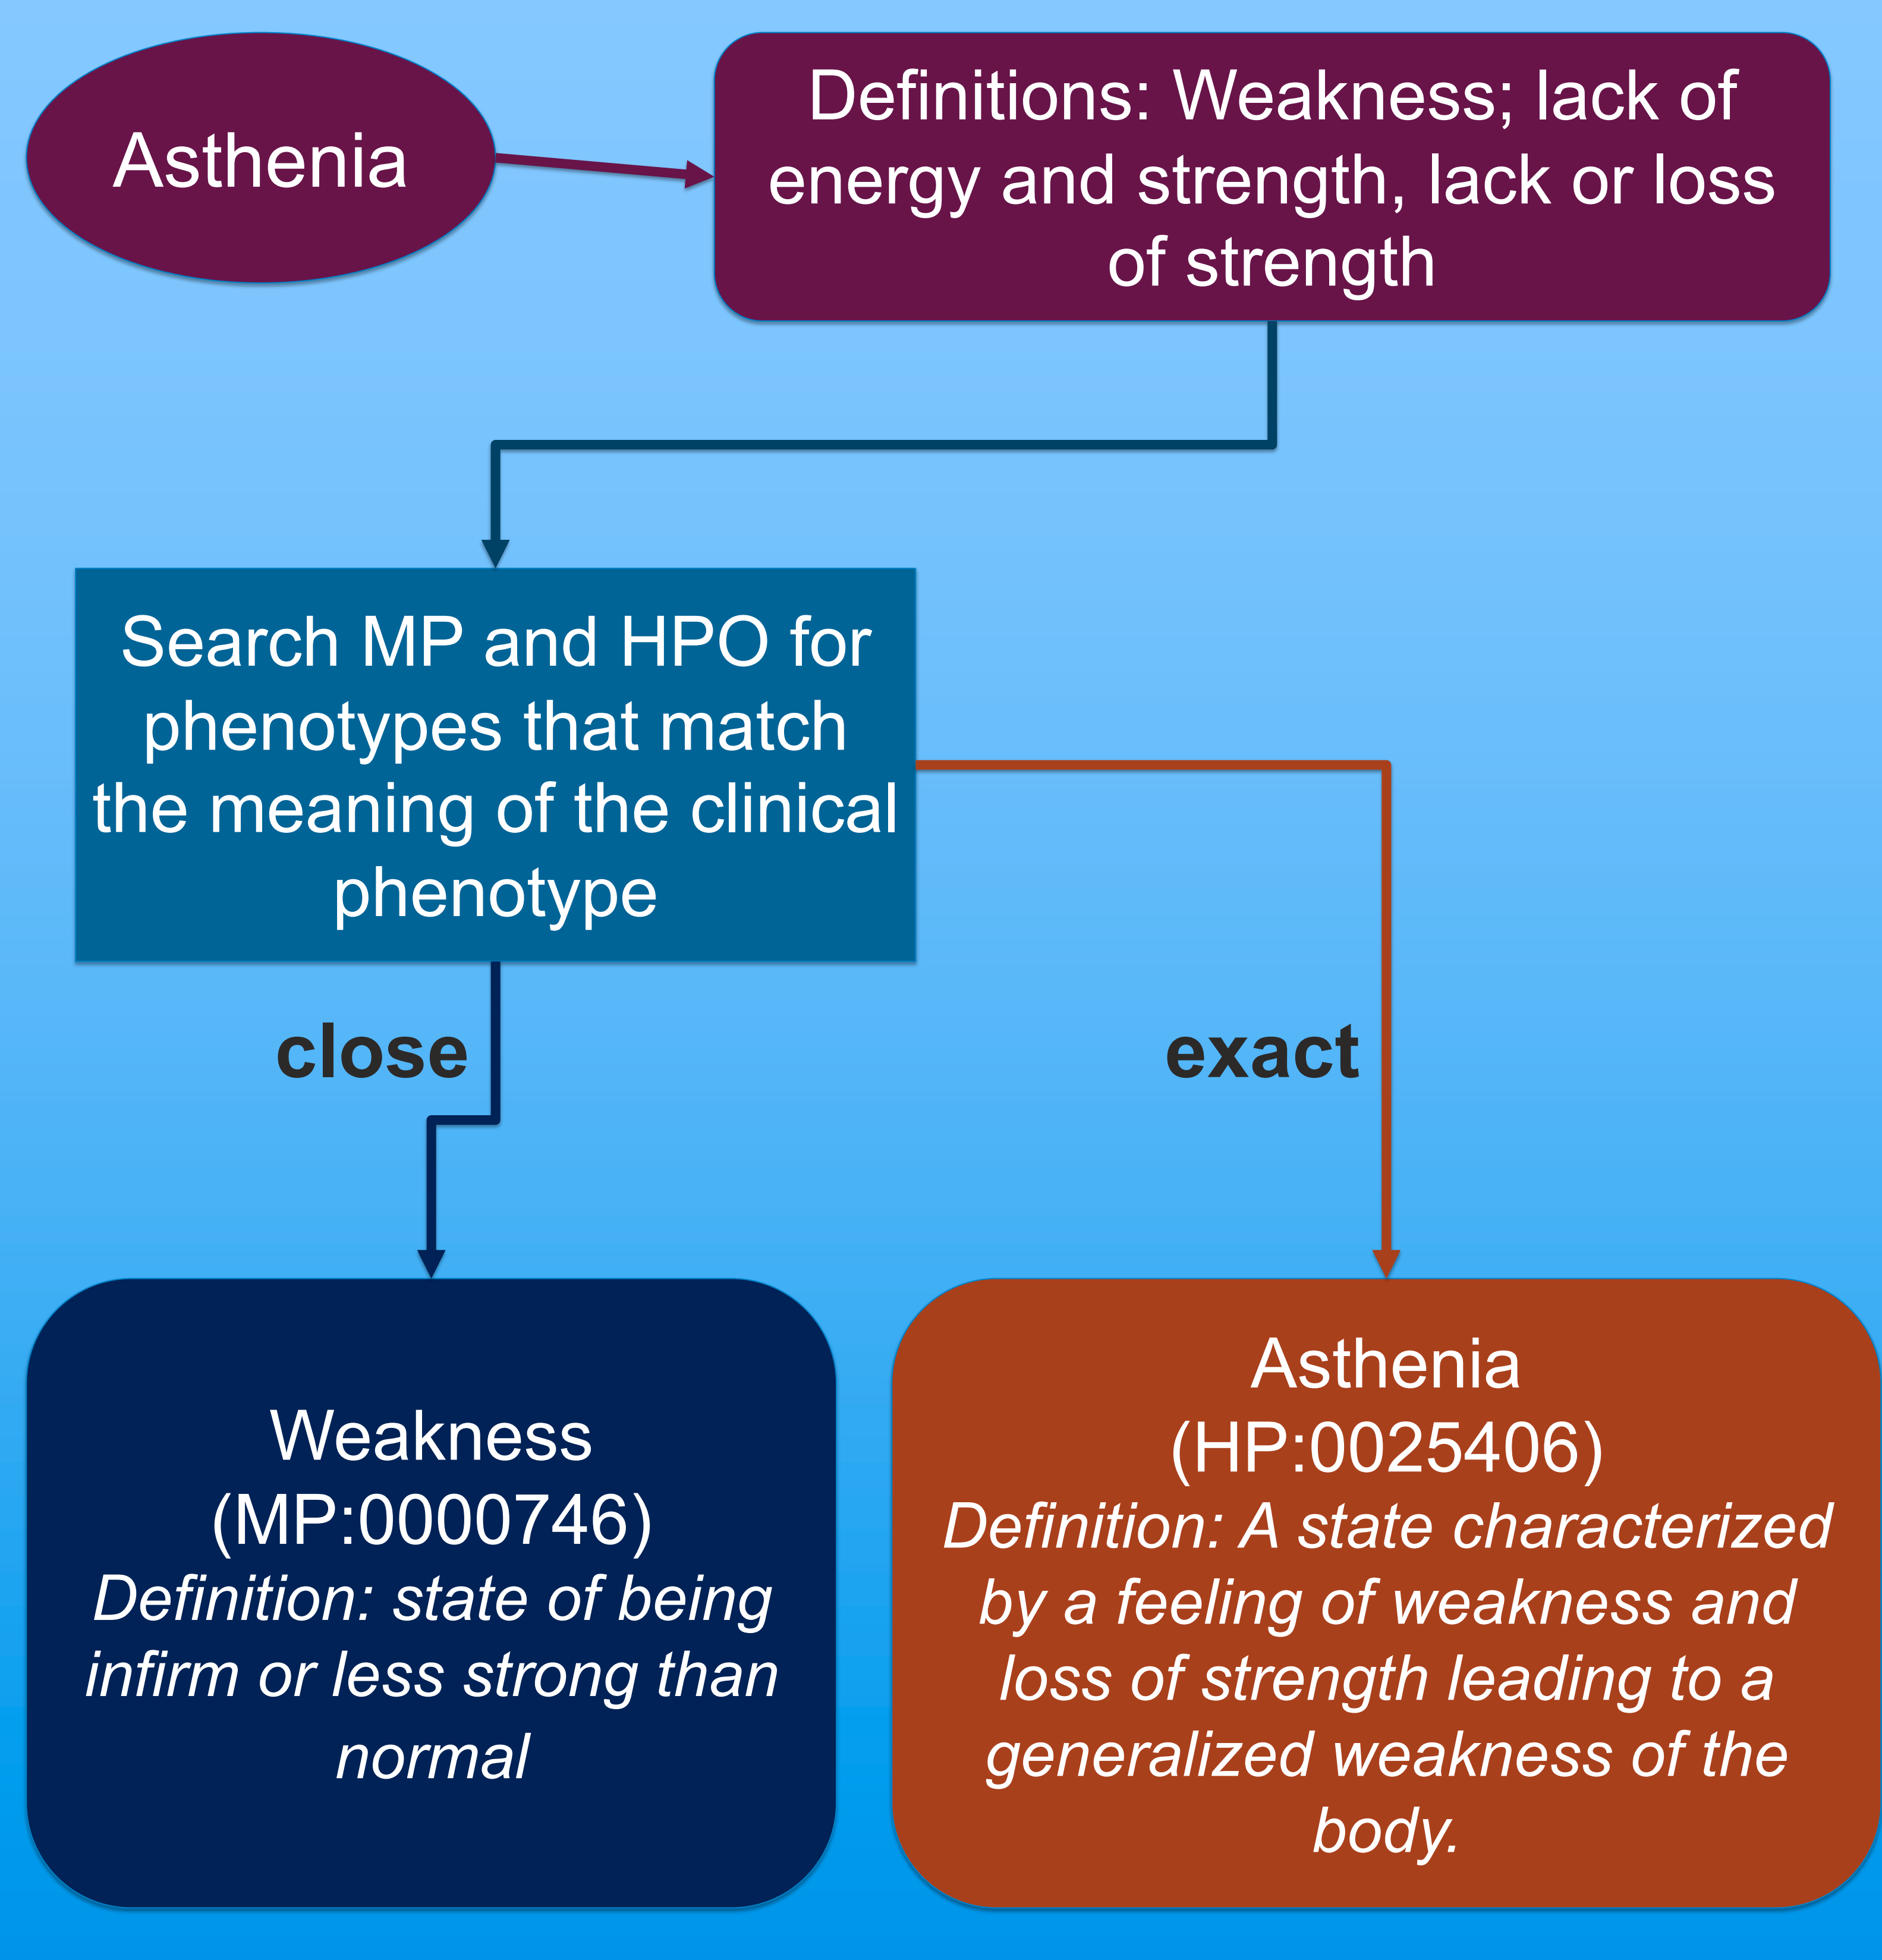 Asthenia
Definitions: Weakness; lack of
energy and strength, lack or loss
of strength
Search MP and HPO for
phenotypes that match
the meaning of the clinical
phenotype
close
exact
Weakness
(MP:0000746)
Definition: state of being
infirm or less strong than
normal
Asthenia
(HP:0025406)
Definition: A state characterized
by a feeling of weakness and
loss of strength leading to a
generalized weakness of the
body.